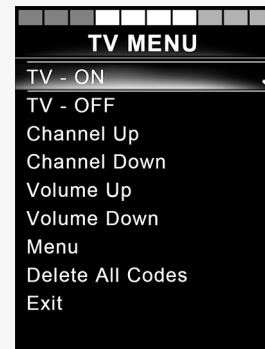 TV MENU
TV - ON
TV - OFF
Channel Up
Channel Down
Volume Up
Volume Down
Menu
Delete All Codes
Exit